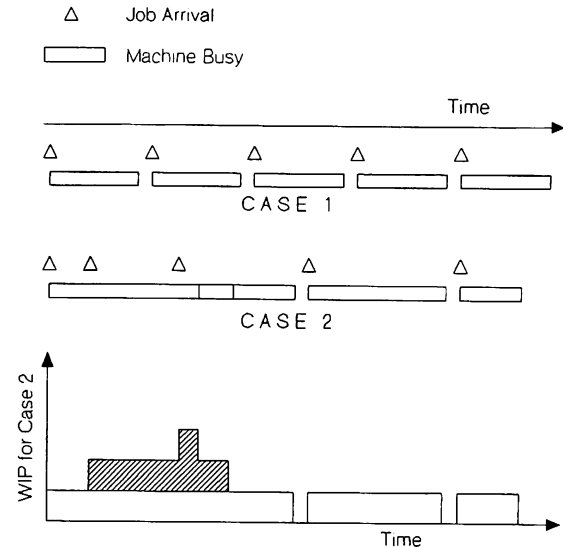 Job Arrival
Machine Busy
Time
CASE 1
CASE 2
WIP for Case 2
Time